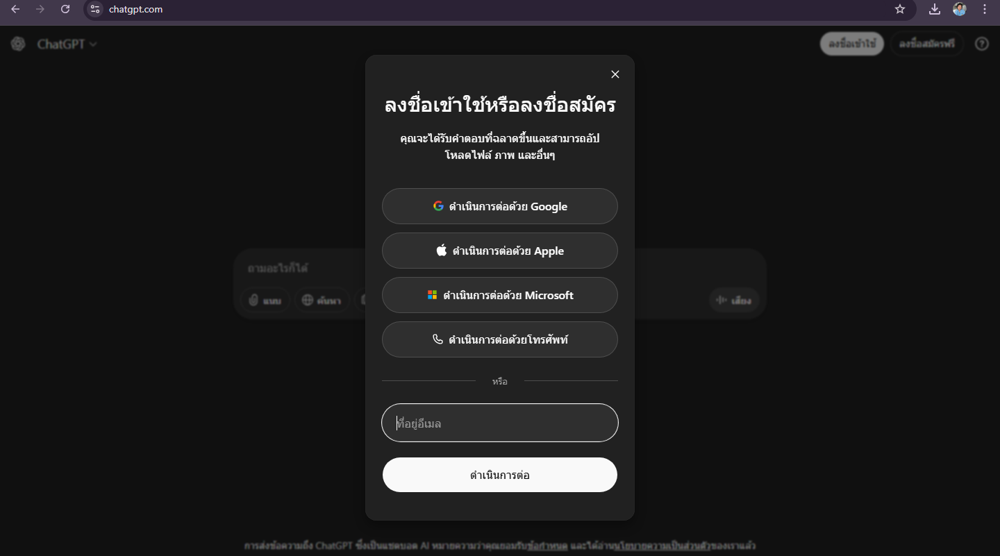 chatgpt.com
ChatGPT
ลงชื่อเข้าใช้
ลงชื่อสมัครฟรี
ลงชื่อเข้าใช้หรือลงชื่อสมัคร
คุณจะได้รับคำตอบที่ฉลาดขึ้นและสามารถอัป
โหลดไฟล์ ภาพ และอื่นๆ
ดำเนินการต่อด้วย Google
ดำเนินการต่อด้วย Apple
ถามอะไรก็ได้
แนบ
ค้นหา
เสียง
ดำเนินการต่อด้วย Microsoft
ดำเนินการต่อด้วยโทรศัพท์
หรือ
ที่อยู่อีเมล
ดำเนินการต่อ
การส่งข้อความถึง ChatGPT ซึ่งเป็นแชตบอต AI หมายความว่าคุณยอมรับข้อกำหนด และได้อ่านนโยบายความเป็นส่วนตัวของเราแล้ว